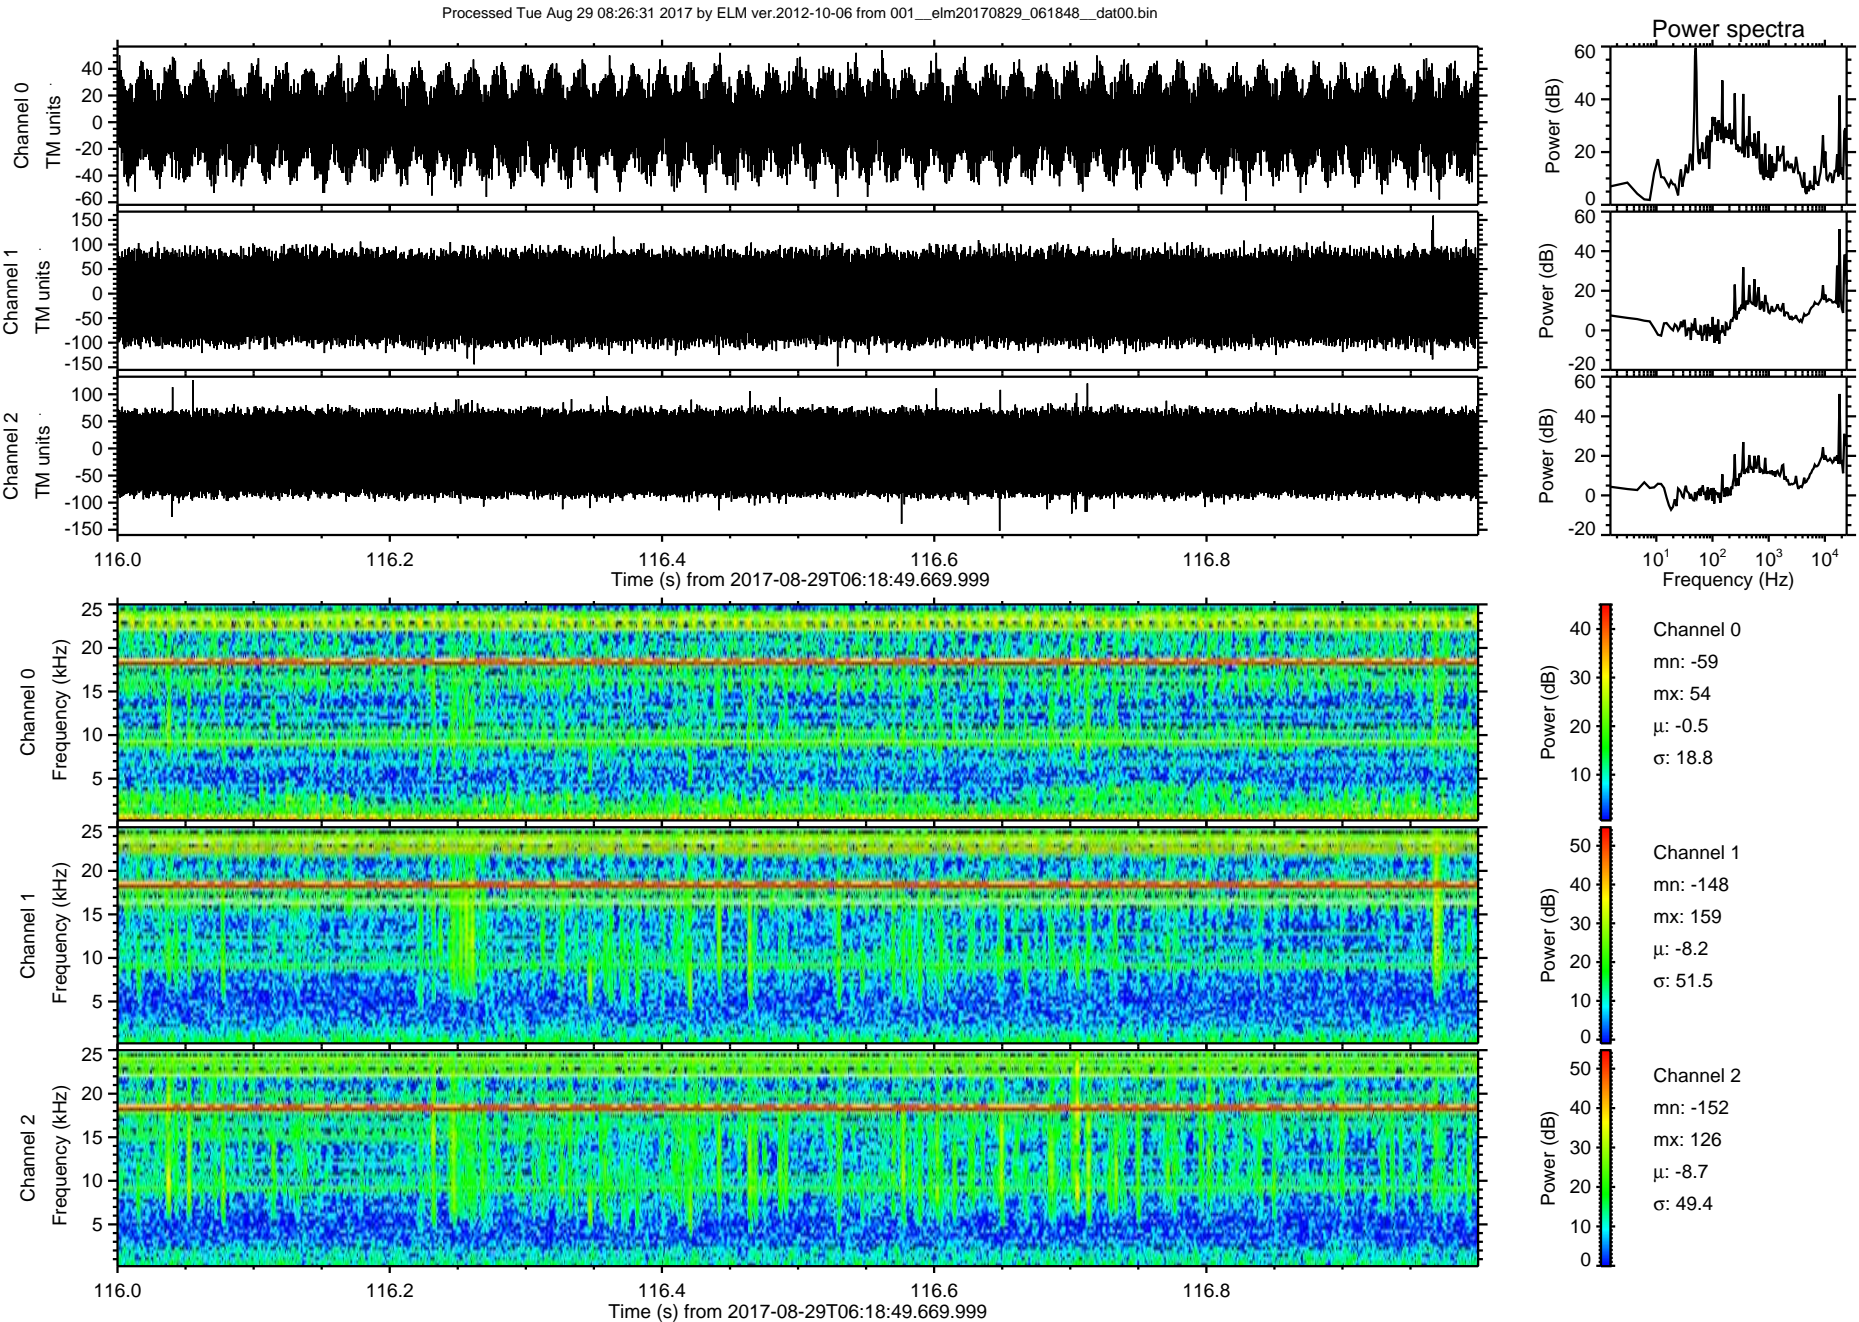 Processed Tue Aug 29 08:26:31 2017 by ELM ver.2012-10-06 from 001__elm20170829_061848__dat00.bin
Power spectra
Channel 0
TM units
40
20
0
-20
-40
-60
Power (dB)
60
40
20
0
Channel 1
TM units
150
100
50
0
-50
-100
-150
Power (dB)
60
40
20
0
-20
Channel 2
TM units
100
50
0
-50
-100
-150
Power (dB)
60
40
20
0
-20
116.0 116.2 116.4 116.6 116.8
Time (s) from 2017-08-29T06:18:49.669.999
10^1 10^2 10^3 10^4
Frequency (Hz)
Channel 0
Frequency (kHz)
25
20
15
10
5
Power (dB)
40
30
20
10
Channel 0
mn: -59
mx: 54
μ: -0.5
σ: 18.8
Channel 1
Frequency (kHz)
25
20
15
10
5
Power (dB)
50
40
30
20
10
0
Channel 1
mn: -148
mx: 159
μ: -8.2
σ: 51.5
Channel 2
Frequency (kHz)
25
20
15
10
5
Power (dB)
50
40
30
20
10
0
Channel 2
mn: -152
mx: 126
μ: -8.7
σ: 49.4
116.0 116.2 116.4 116.6 116.8
Time (s) from 2017-08-29T06:18:49.669.999